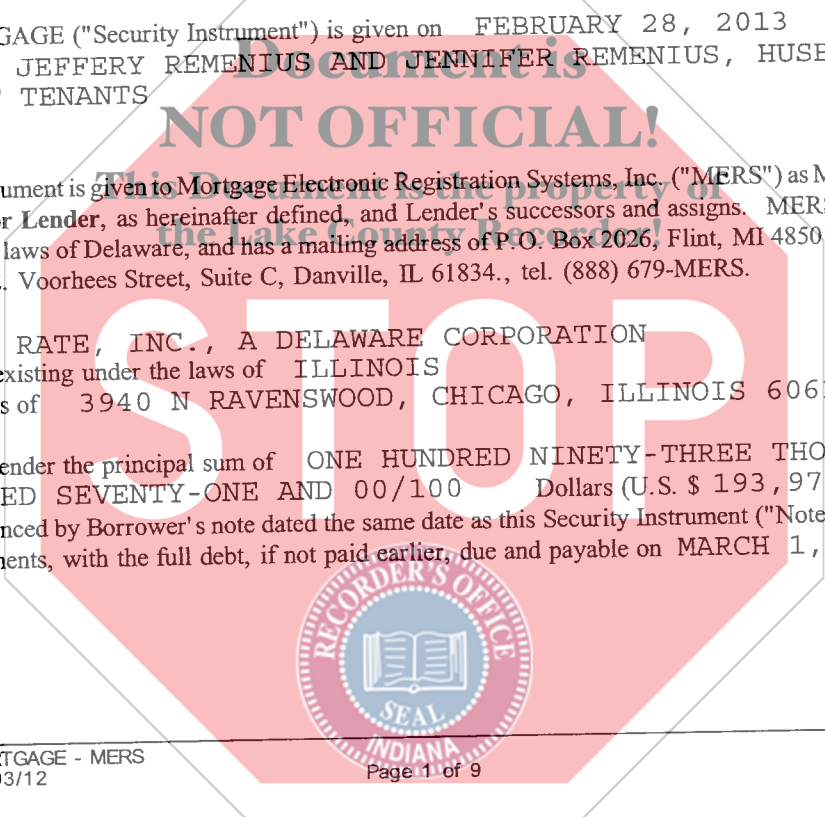 GAGE ("Security Instrument") is given on FEBRUARY 28, 2013
JEFFERY REMENIUS AND JENNIFER REMENIUS, HUSB
TENANTS
Document is
NOT OFFICIAL!
This Document is the property of
the Lake County Recorder!
ument is given to Mortgage Electronic Registration Systems, Inc. ("MERS") as M
r Lender, as hereinafter defined, and Lender's successors and assigns. MERS
laws of Delaware, and has a mailing address of P.O. Box 2026, Flint, MI 4850
. Voorhees Street, Suite C, Danville, IL 61834., tel. (888) 679-MERS.
STOP
RATE, INC., A DELAWARE CORPORATION
existing under the laws of ILLINOIS
s of 3940 N RAVENSWOOD, CHICAGO, ILLINOIS 6061
ender the principal sum of ONE HUNDRED NINETY-THREE THO
ED SEVENTY-ONE AND 00/100 Dollars (U.S. $ 193,97
nced by Borrower's note dated the same date as this Security Instrument ("Note
ents, with the full debt, if not paid earlier, due and payable on MARCH 1,
RECORDER'S OFFICE
SEAL
INDIANA
TGAGE - MERS
03/12
Page 1 of 9